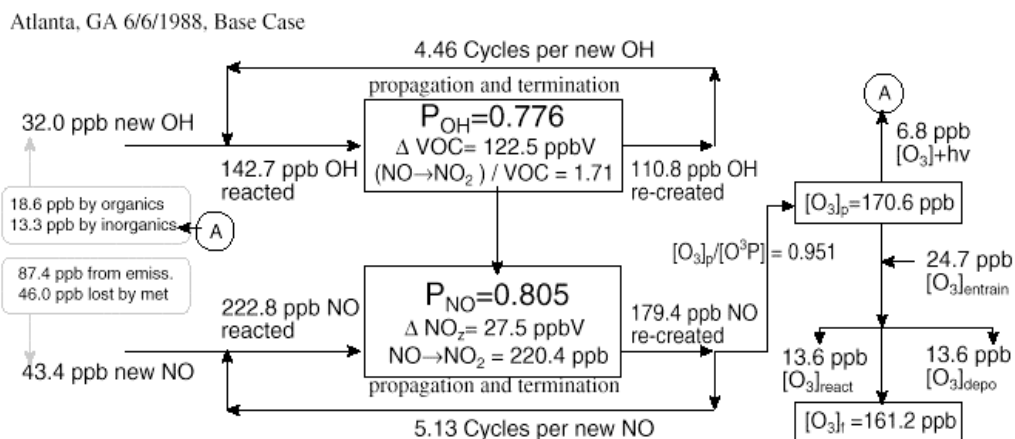 Atlanta, GA 6/6/1988, Base Case
4.46 Cycles per new OH
propagation and termination
32.0 ppb new OH
P_OH=0.776
Δ VOC= 122.5 ppbV
(NO→NO₂ ) / VOC = 1.71
142.7 ppb OH
reacted
110.8 ppb OH
re-created
18.6 ppb by organics
13.3 ppb by inorganics
A
A
6.8 ppb
[O₃]+hv
[O₃]p=170.6 ppb
[O₃]p/[O³P] = 0.951
24.7 ppb
[O₃]entrain
87.4 ppb from emiss.
46.0 ppb lost by met
222.8 ppb NO
reacted
P_NO=0.805
Δ NO_z= 27.5 ppbV
NO→NO₂ = 220.4 ppb
179.4 ppb NO
re-created
43.4 ppb new NO
propagation and termination
5.13 Cycles per new NO
13.6 ppb
[O₃]react
13.6 ppb
[O₃]depo
[O₃]f =161.2 ppb